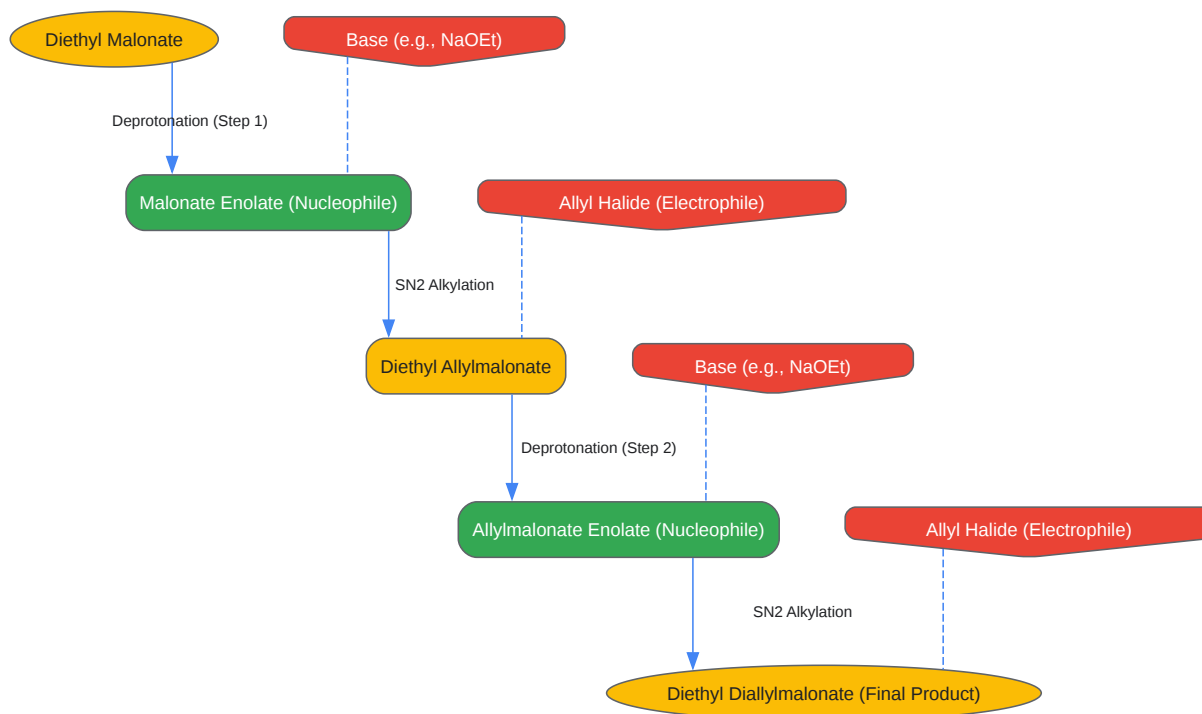 Diethyl Malonate
Base (e.g., NaOEt)
Deprotonation (Step 1)
Malonate Enolate (Nucleophile)
Allyl Halide (Electrophile)
SN2 Alkylation
Diethyl Allylmalonate
Base (e.g., NaOEt)
Deprotonation (Step 2)
Allylmalonate Enolate (Nucleophile)
Allyl Halide (Electrophile)
SN2 Alkylation
Diethyl Diallylmalonate (Final Product)